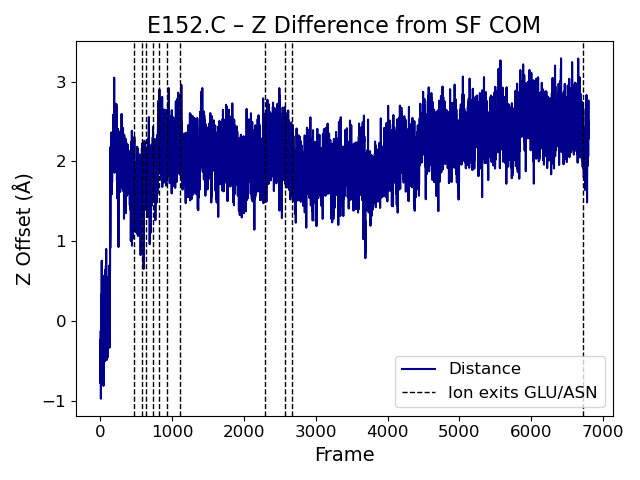 E152.C – Z Difference from SF COM
Z Offset (Å)
3
2
1
0
−1
0 1000 2000 3000 4000 5000 6000 7000
Frame
Distance
Ion exits GLU/ASN